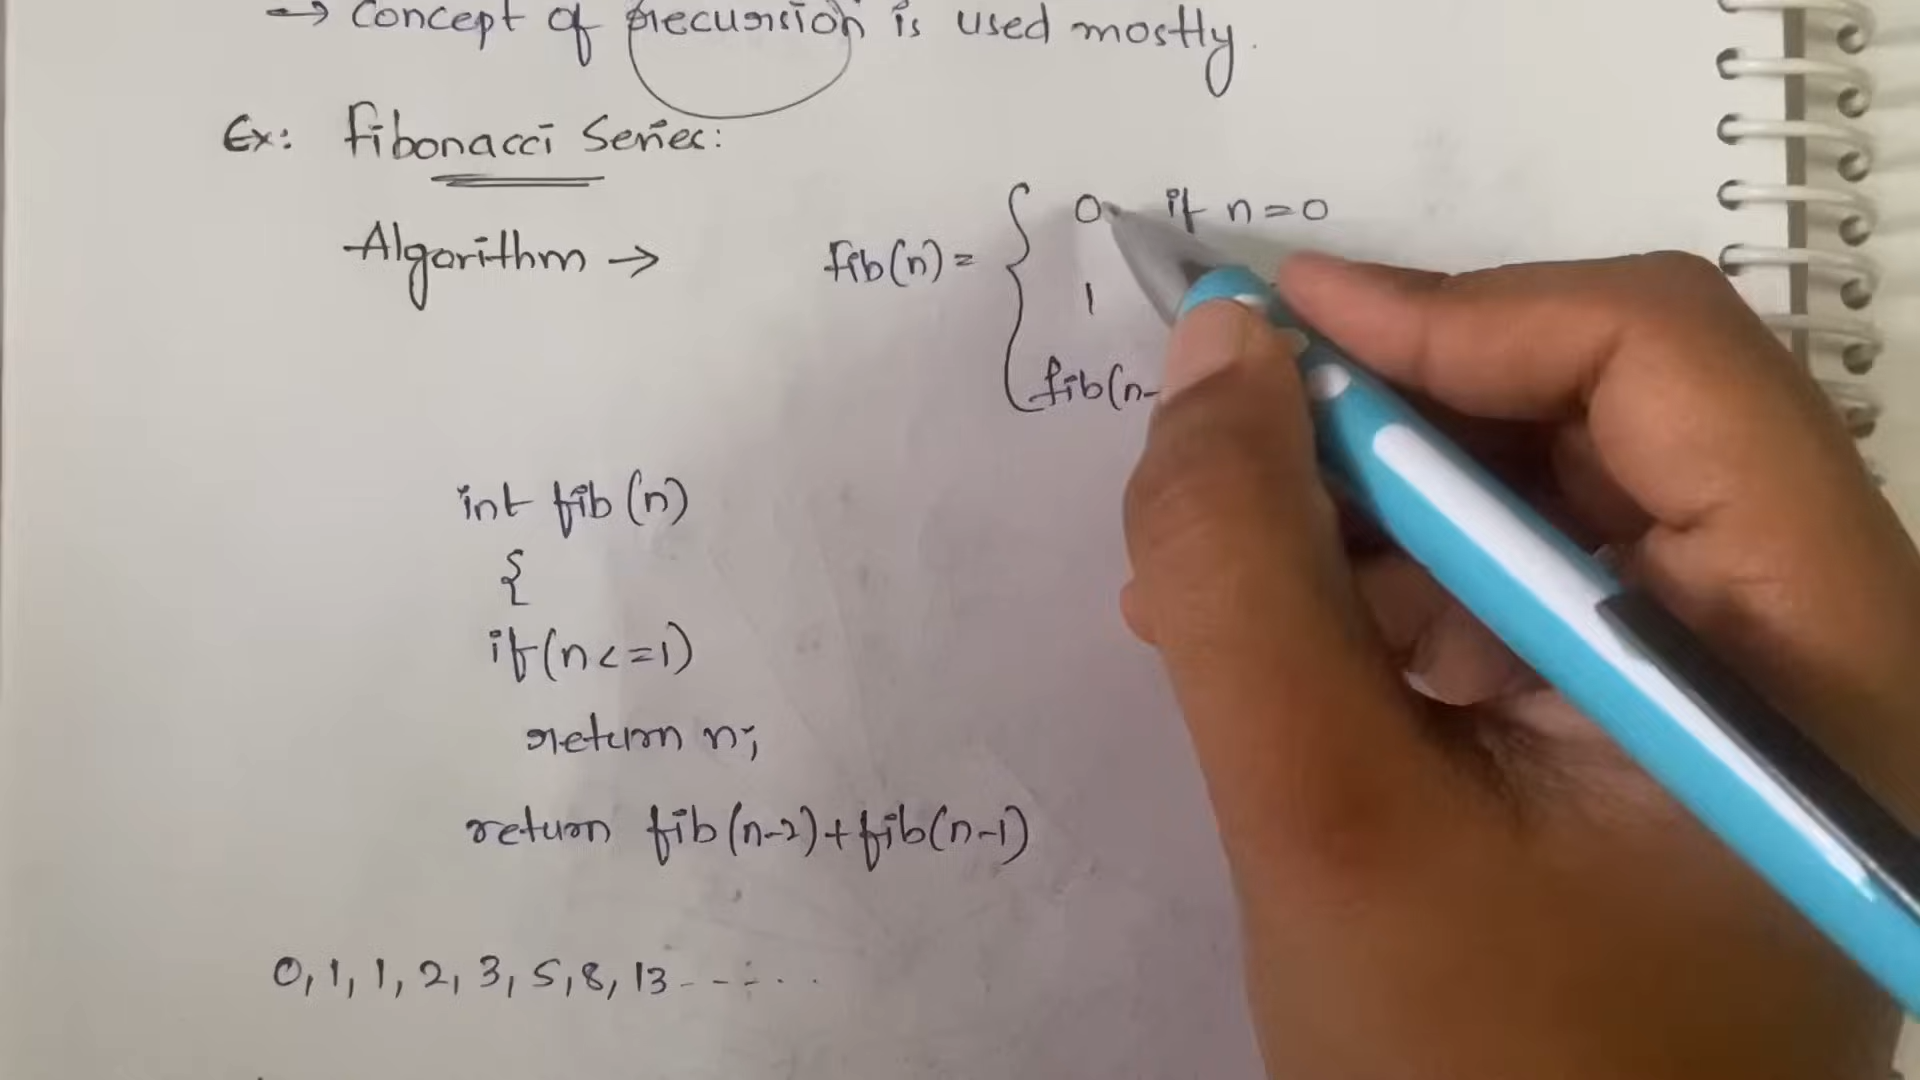 → Concept of recursion is used mostly.
Ex: Fibonacci Series:
Algorithm → fib(n) = { 0 if n=0
1
fib(n-
int fib(n)
{
if(n<=1)
return n;
return fib(n-2)+fib(n-1)
0, 1, 1, 2, 3, 5, 8, 13 - - - . . .